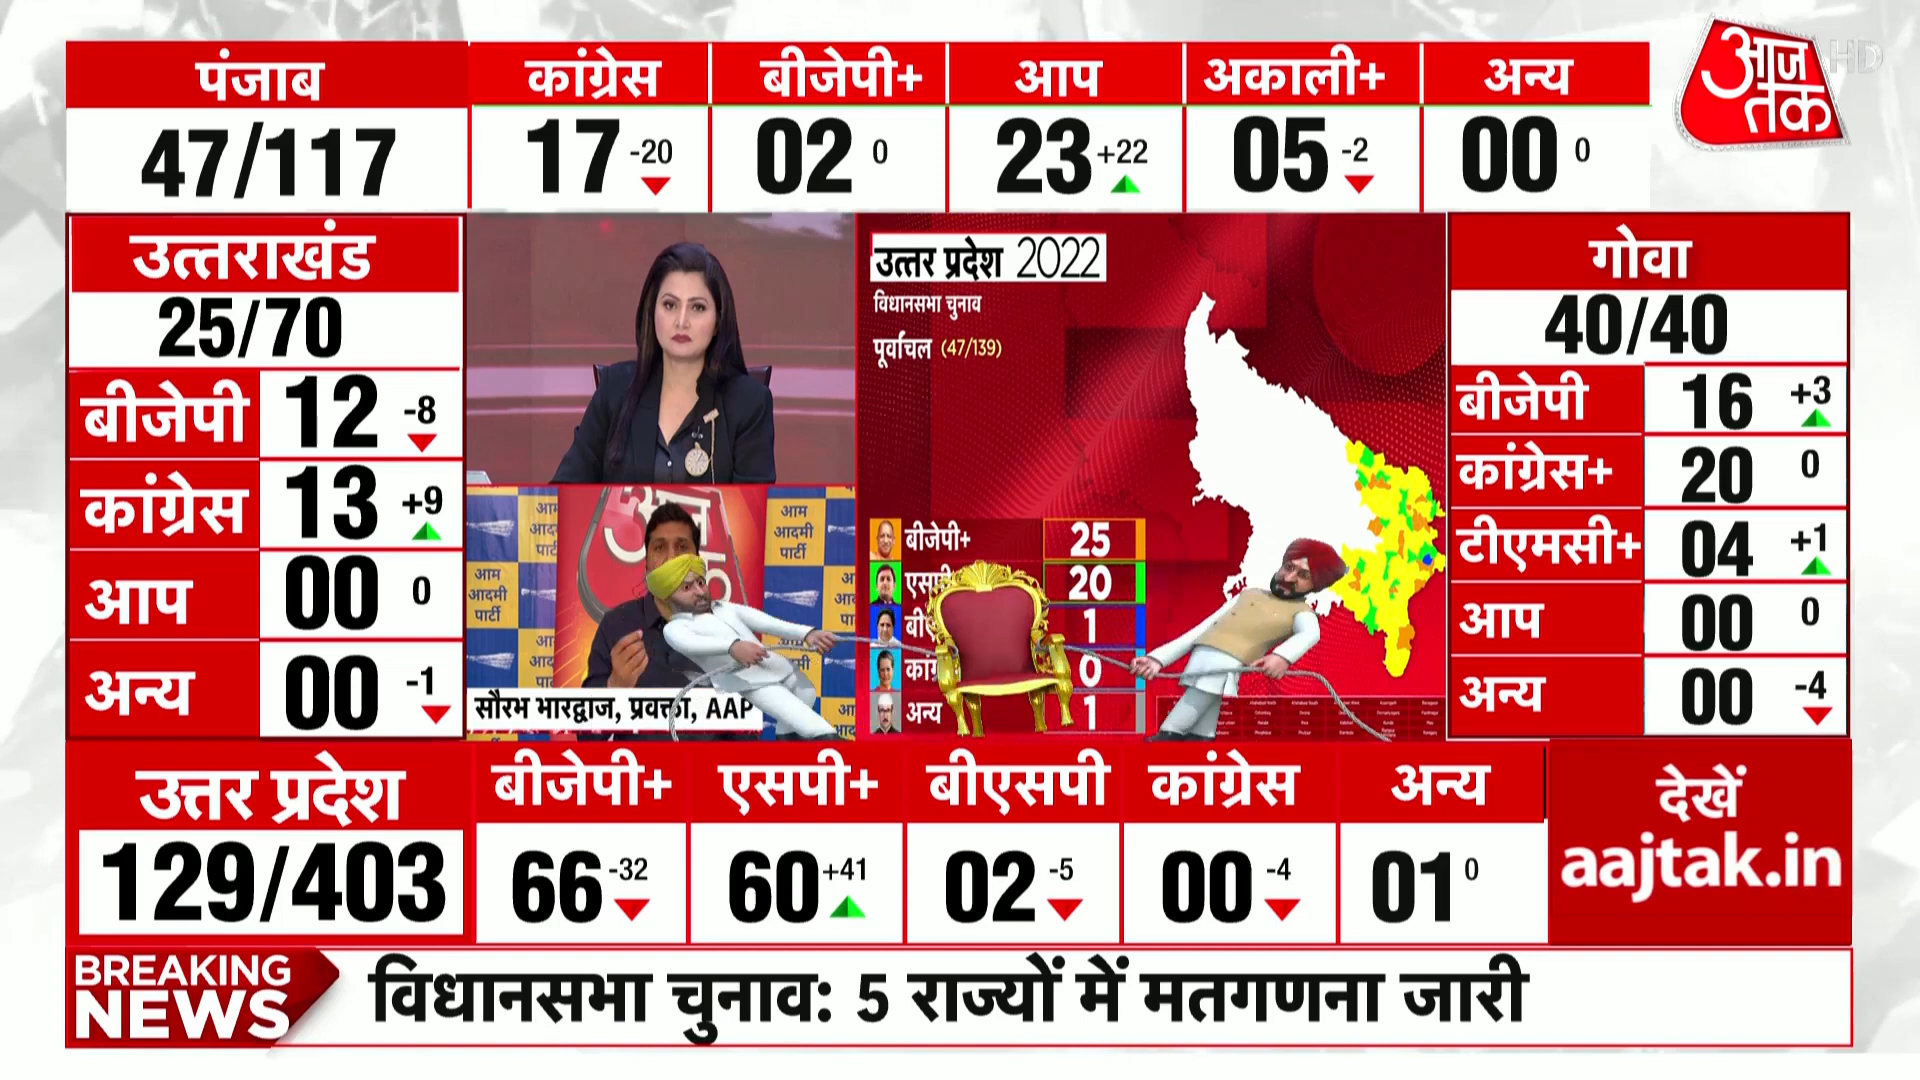 पंजाब
47/117
कांग्रेस
17 -20
बीजेपी+
02 0
आप
23 +22
अकाली+
05 -2
अन्य
00 0
आज
तक
HD
उत्तराखंड
25/70
बीजेपी 12 -8
कांग्रेस 13 +9
आप 00 0
अन्य 00 -1
आम
आदमी
पार्टी
आम
आदमी
पार्टी
सौरभ भारद्वाज, प्रवक्ता, AAP
उत्तर प्रदेश 2022
विधानसभा चुनाव
पूर्वांचल (47/139)
बीजेपी+ 25
20
1
0
अन्य 1
गोवा
40/40
बीजेपी 16 +3
कांग्रेस+ 20 0
टीएमसी+ 04 +1
आप 00 0
अन्य 00 -4
उत्तर प्रदेश
129/403
बीजेपी+
66 -32
एसपी+
60 +41
बीएसपी
02 -5
कांग्रेस
00 -4
अन्य
01 0
देखें
aajtak.in
BREAKING
NEWS
विधानसभा चुनाव: 5 राज्यों में मतगणना जारी